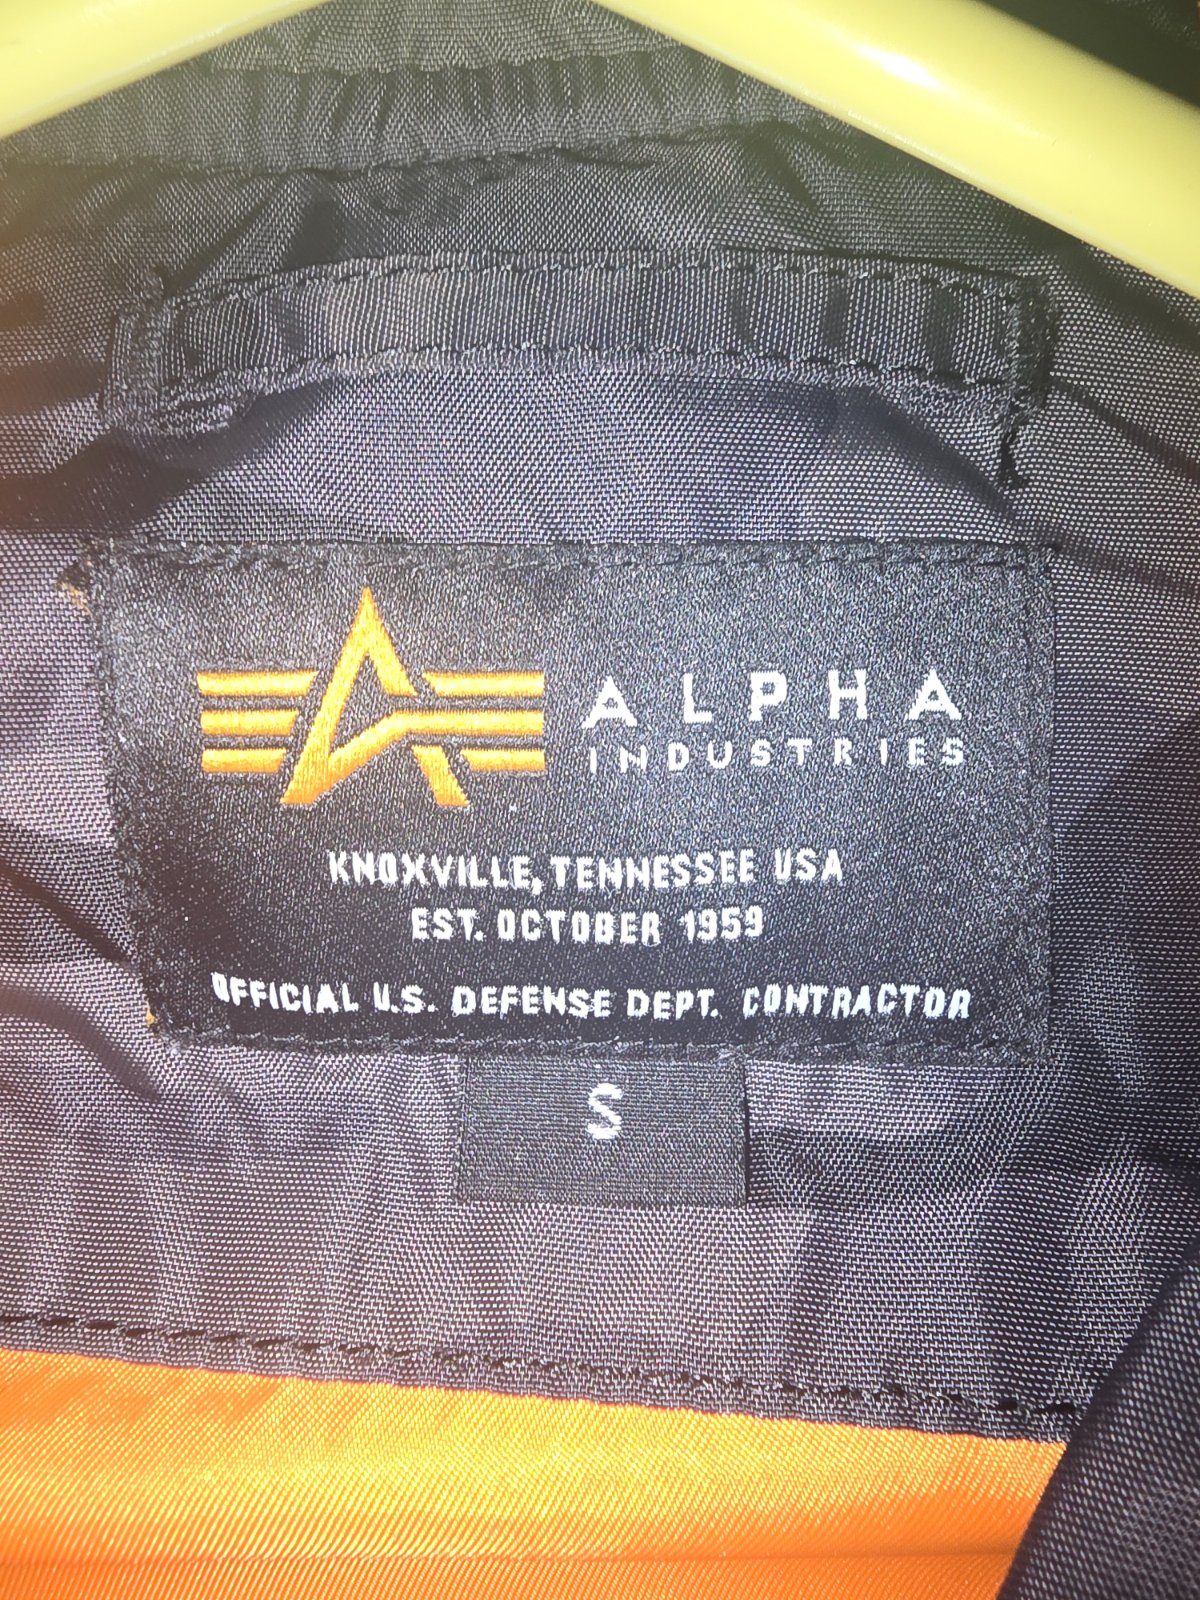 ALPHA
INDUSTRIES
KNOXVILLE, TENNESSEE USA
EST. OCTOBER 1959
OFFICIAL U.S. DEFENSE DEPT. CONTRACTOR
S